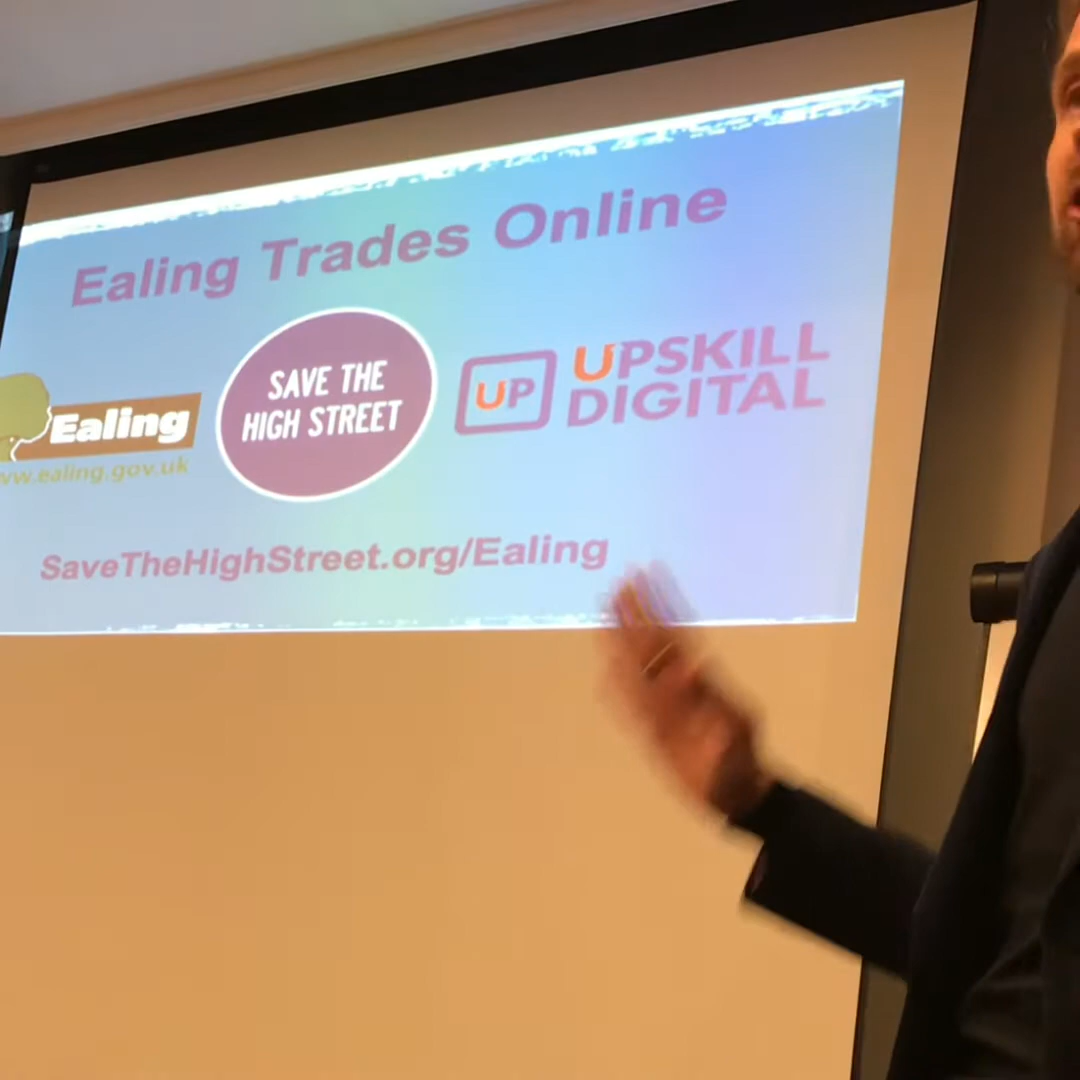 Ealing Trades Online
Ealing
ww.ealing.gov.uk
SAVE THE
HIGH STREET
UP
UPSKILL
DIGITAL
SaveTheHighStreet.org/Ealing